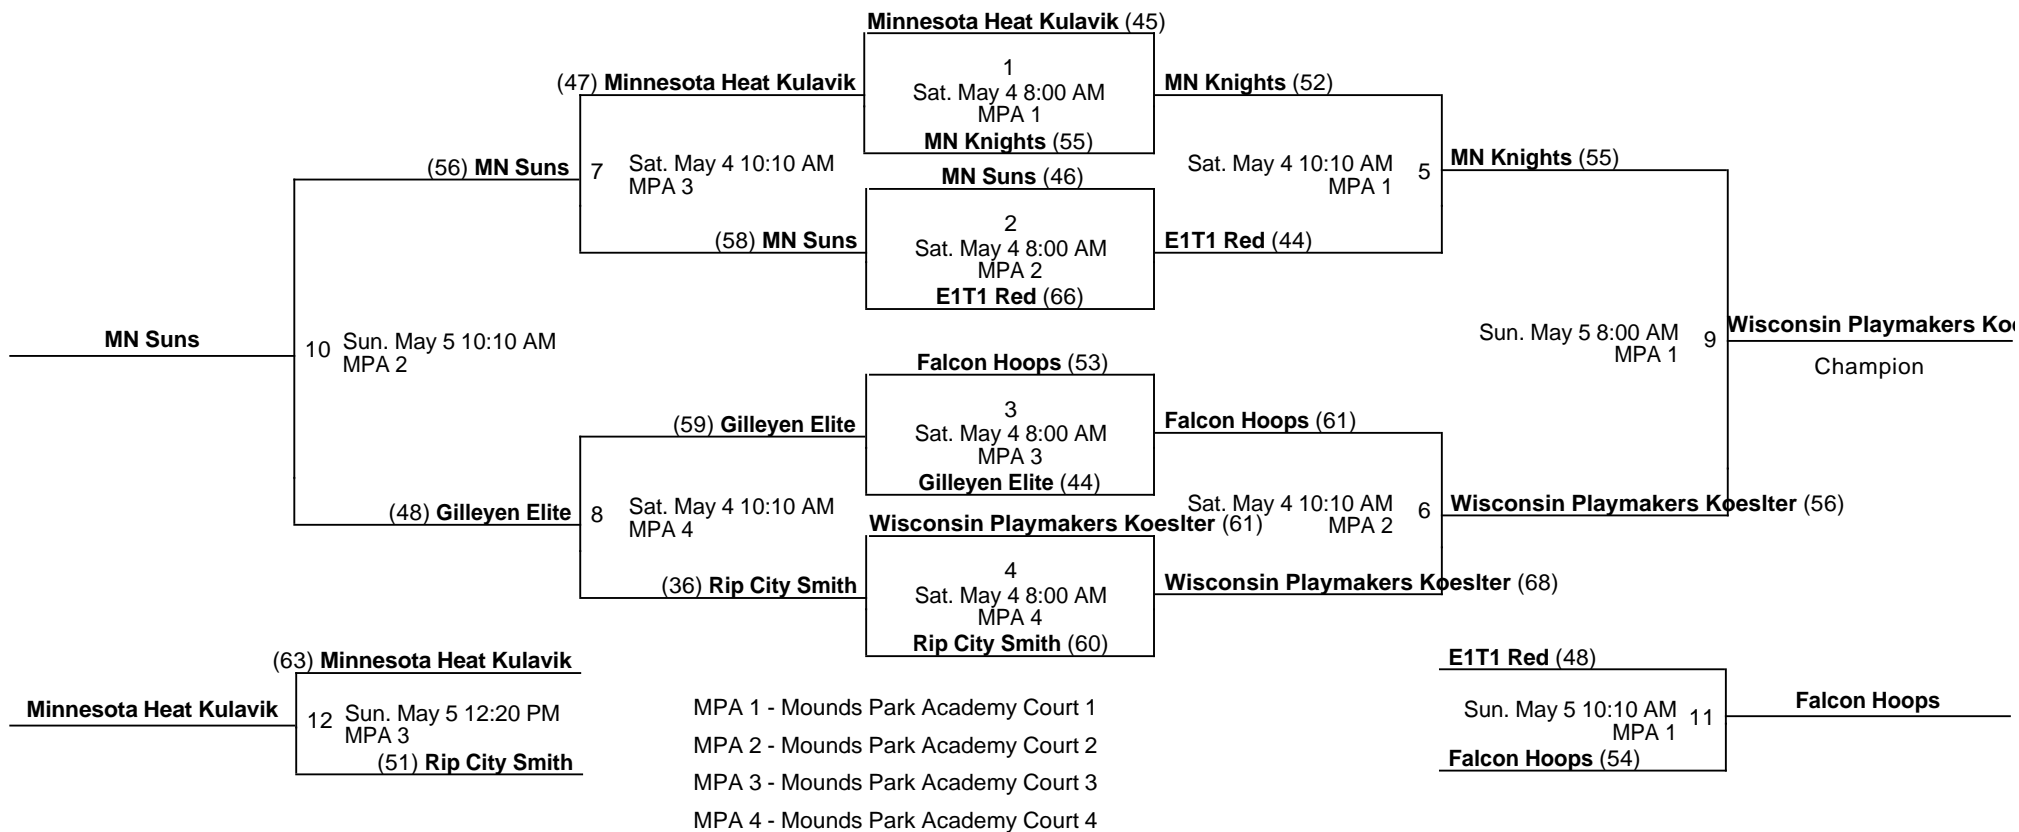 Minnesota Heat Kulavik (45)
1
Sat. May 4 8:00 AM
MPA 1
MN Knights (55)
(47) Minnesota Heat Kulavik
MN Knights (52)
(56) MN Suns
7 Sat. May 4 10:10 AM
MPA 3
Sat. May 4 10:10 AM 5
MPA 1
MN Knights (55)
MN Suns (46)
2
Sat. May 4 8:00 AM
MPA 2
E1T1 Red (66)
(58) MN Suns
E1T1 Red (44)
MN Suns
10 Sun. May 5 10:10 AM
MPA 2
Sun. May 5 8:00 AM 9
MPA 1
Wisconsin Playmakers Koe
Champion
Falcon Hoops (53)
3
Sat. May 4 8:00 AM
MPA 3
Gilleyen Elite (44)
(59) Gilleyen Elite
Falcon Hoops (61)
(48) Gilleyen Elite
8 Sat. May 4 10:10 AM
MPA 4
Sat. May 4 10:10 AM 6
MPA 2
Wisconsin Playmakers Koeslter (56)
Wisconsin Playmakers Koeslter (61)
4
Sat. May 4 8:00 AM
MPA 4
Rip City Smith (60)
(36) Rip City Smith
Wisconsin Playmakers Koeslter (68)
(63) Minnesota Heat Kulavik
Minnesota Heat Kulavik
12 Sun. May 5 12:20 PM
MPA 3
(51) Rip City Smith
MPA 1 - Mounds Park Academy Court 1
MPA 2 - Mounds Park Academy Court 2
MPA 3 - Mounds Park Academy Court 3
MPA 4 - Mounds Park Academy Court 4
E1T1 Red (48)
Sun. May 5 10:10 AM 11
MPA 1
Falcon Hoops (54)
Falcon Hoops